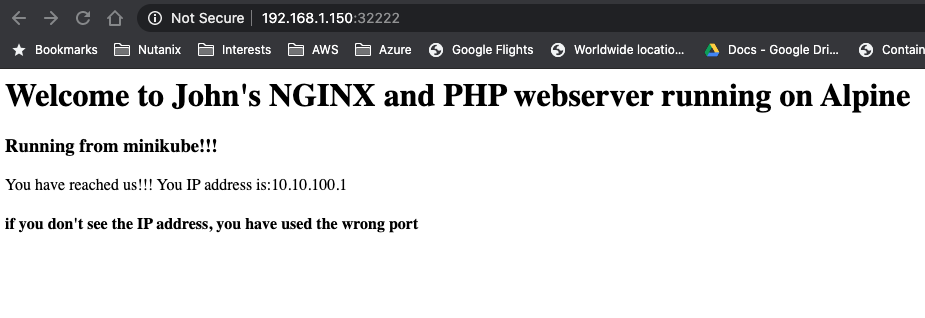 Not Secure | 192.168.1.150:32222
Bookmarks Nutanix Interests AWS Azure Google Flights Worldwide locatio... Docs - Google Dri... Contain
Welcome to John's NGINX and PHP webserver running on Alpine
Running from minikube!!!
You have reached us!!! You IP address is:10.10.100.1
if you don't see the IP address, you have used the wrong port